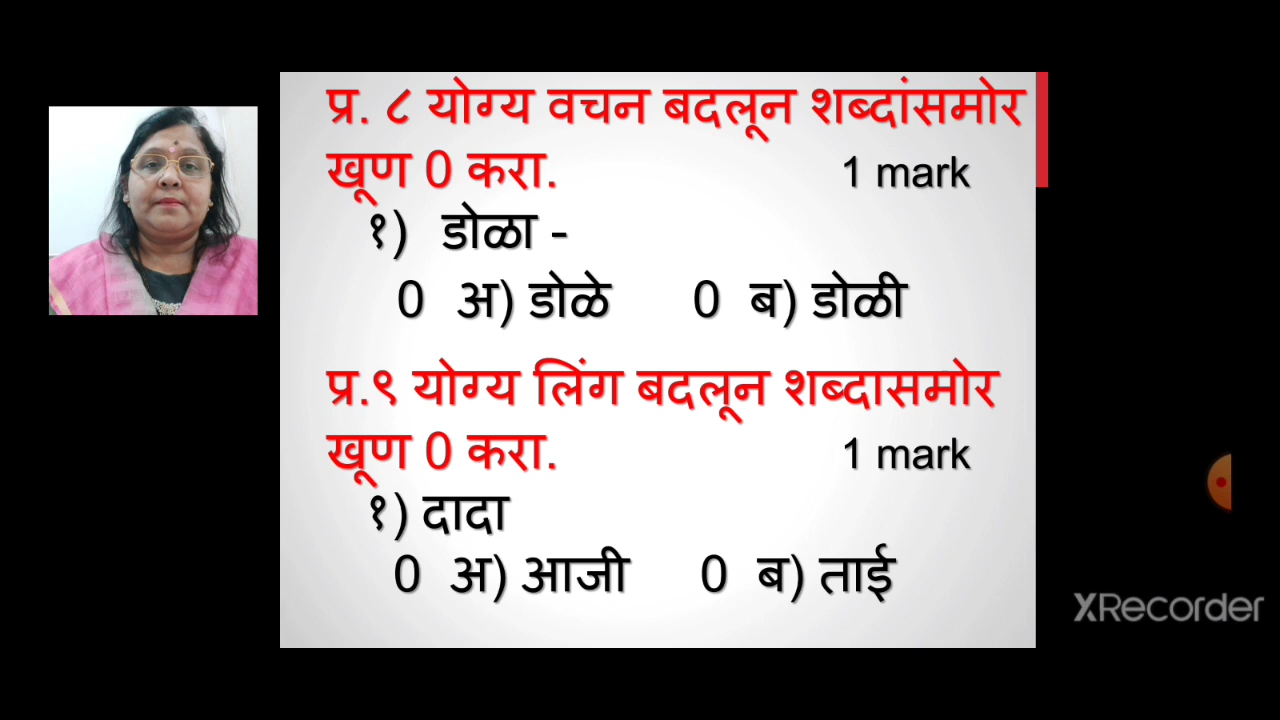 प्र. ८ योग्य वचन बदलून शब्दांसमोर
खूण 0 करा. 1 mark
१) डोळा -
0 अ) डोळे 0 ब) डोळी
प्र.९ योग्य लिंग बदलून शब्दासमोर
खूण 0 करा. 1 mark
१) दादा
0 अ) आजी 0 ब) ताई
XRecorder